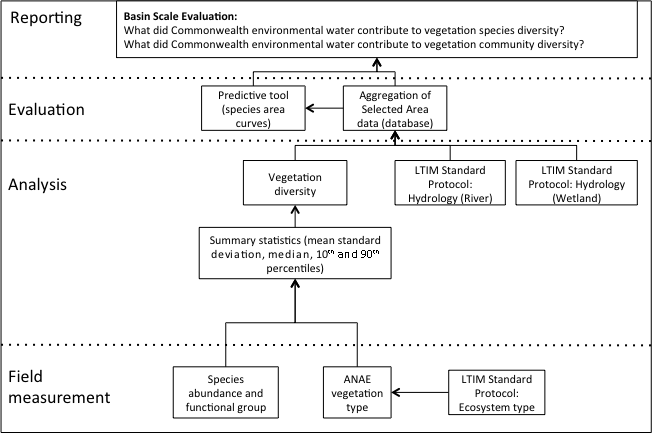 Reporting
Basin Scale Evaluation:
What did Commonwealth environmental water contribute to vegetation species diversity?
What did Commonwealth environmental water contribute to vegetation community diversity?
Evaluation
Predictive tool
(species area
curves)
Aggregation of
Selected Area
data (database)
Analysis
Vegetation
diversity
LTIM Standard
Protocol:
Hydrology (River)
LTIM Standard
Protocol: Hydrology
(Wetland)
Summary statistics (mean standard
deviation, median, 10th and 90th
percentiles)
Field
measurement
Species
abundance and
functional group
ANAE
vegetation
type
LTIM Standard
Protocol:
Ecosystem type